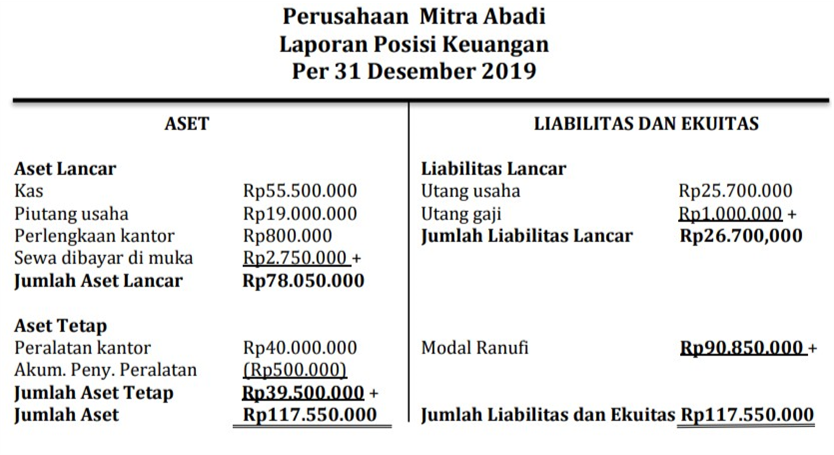 Perusahaan Mitra Abadi
Laporan Posisi Keuangan
Per 31 Desember 2019
ASET
Aset Lancar
Kas Rp55.500.000
Piutang usaha Rp19.000.000
Perlengkaan kantor Rp800.000
Sewa dibayar di muka Rp2.750.000 +
Jumlah Aset Lancar Rp78.050.000
Aset Tetap
Peralatan kantor Rp40.000.000
Akum. Peny. Peralatan (Rp500.000)
Jumlah Aset Tetap Rp39.500.000 +
Jumlah Aset Rp117.550.000
LIABILITAS DAN EKUITAS
Liabilitas Lancar
Utang usaha Rp25.700.000
Utang gaji Rp1.000.000 +
Jumlah Liabilitas Lancar Rp26.700,000
Modal Ranufi Rp90.850.000 +
Jumlah Liabilitas dan Ekuitas Rp117.550.000